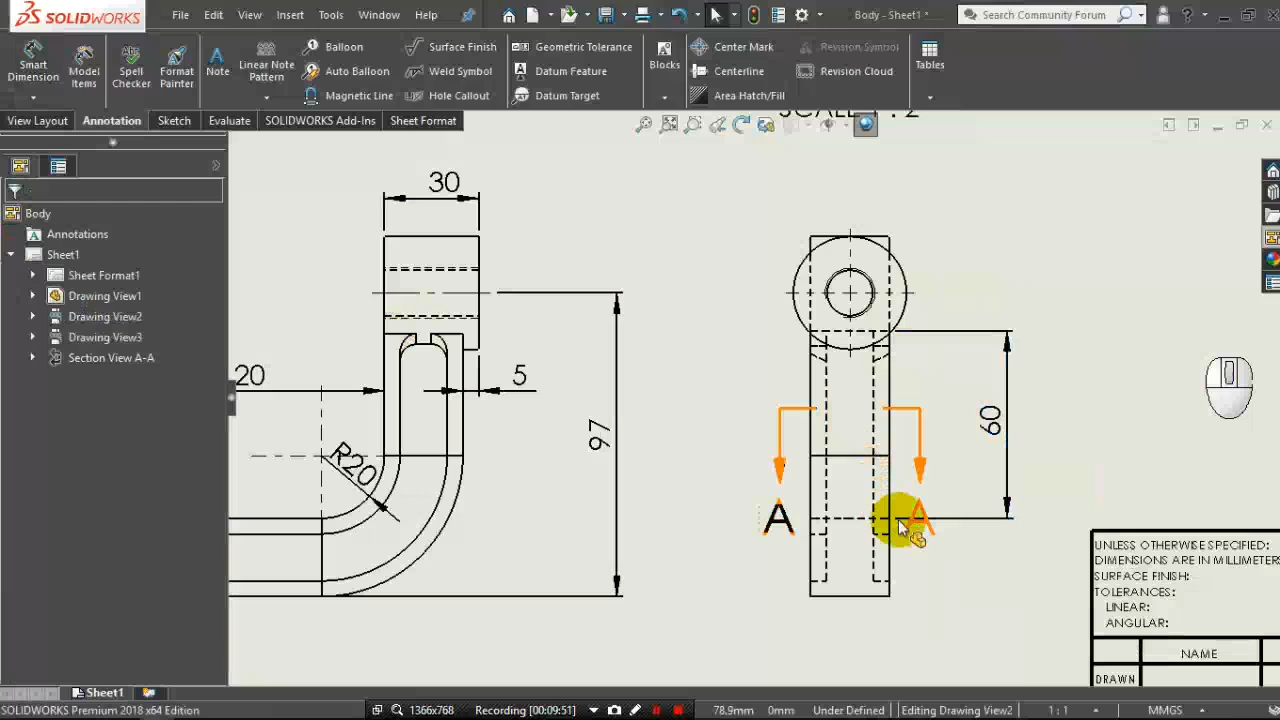 SOLIDWORKS File Edit View Insert Tools Window Help Body - Sheet1 * Search Community Forum ?
Smart Dimension
Model Items
Spell Checker
Format Painter
Note
Linear Note Pattern
Balloon
Auto Balloon
Magnetic Line
Surface Finish
Weld Symbol
Hole Callout
Geometric Tolerance
Datum Feature
Datum Target
Blocks
Center Mark
Centerline
Area Hatch/Fill
Revision Symbol
Revision Cloud
Tables
View Layout Annotation Sketch Evaluate SOLIDWORKS Add-Ins Sheet Format
Body
Annotations
Sheet1
Sheet Format1
Drawing View1
Drawing View2
Drawing View3
Section View A-A
30
20
5
R20
97
60
A
A
UNLESS OTHERWISE SPECIFIED:
DIMENSIONS ARE IN MILLIMETER
SURFACE FINISH:
TOLERANCES:
LINEAR:
ANGULAR:
NAME
DRAWN
Sheet1
SOLIDWORKS Premium 2018 x64 Edition 1366x768 Recording [00:09:51] 78.9mm 0mm Under Defined Editing Drawing View2 1 : 1 MMGS